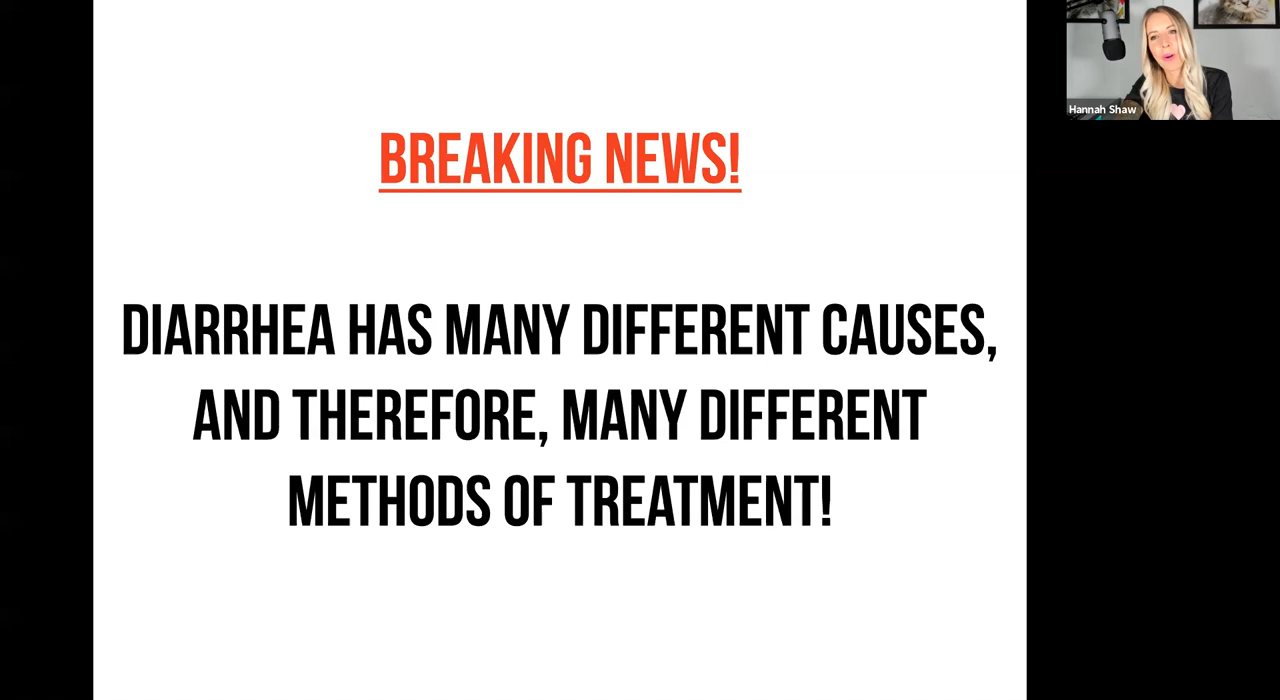 BREAKING NEWS!
DIARRHEA HAS MANY DIFFERENT CAUSES,
AND THEREFORE, MANY DIFFERENT
METHODS OF TREATMENT!
Hannah Shaw